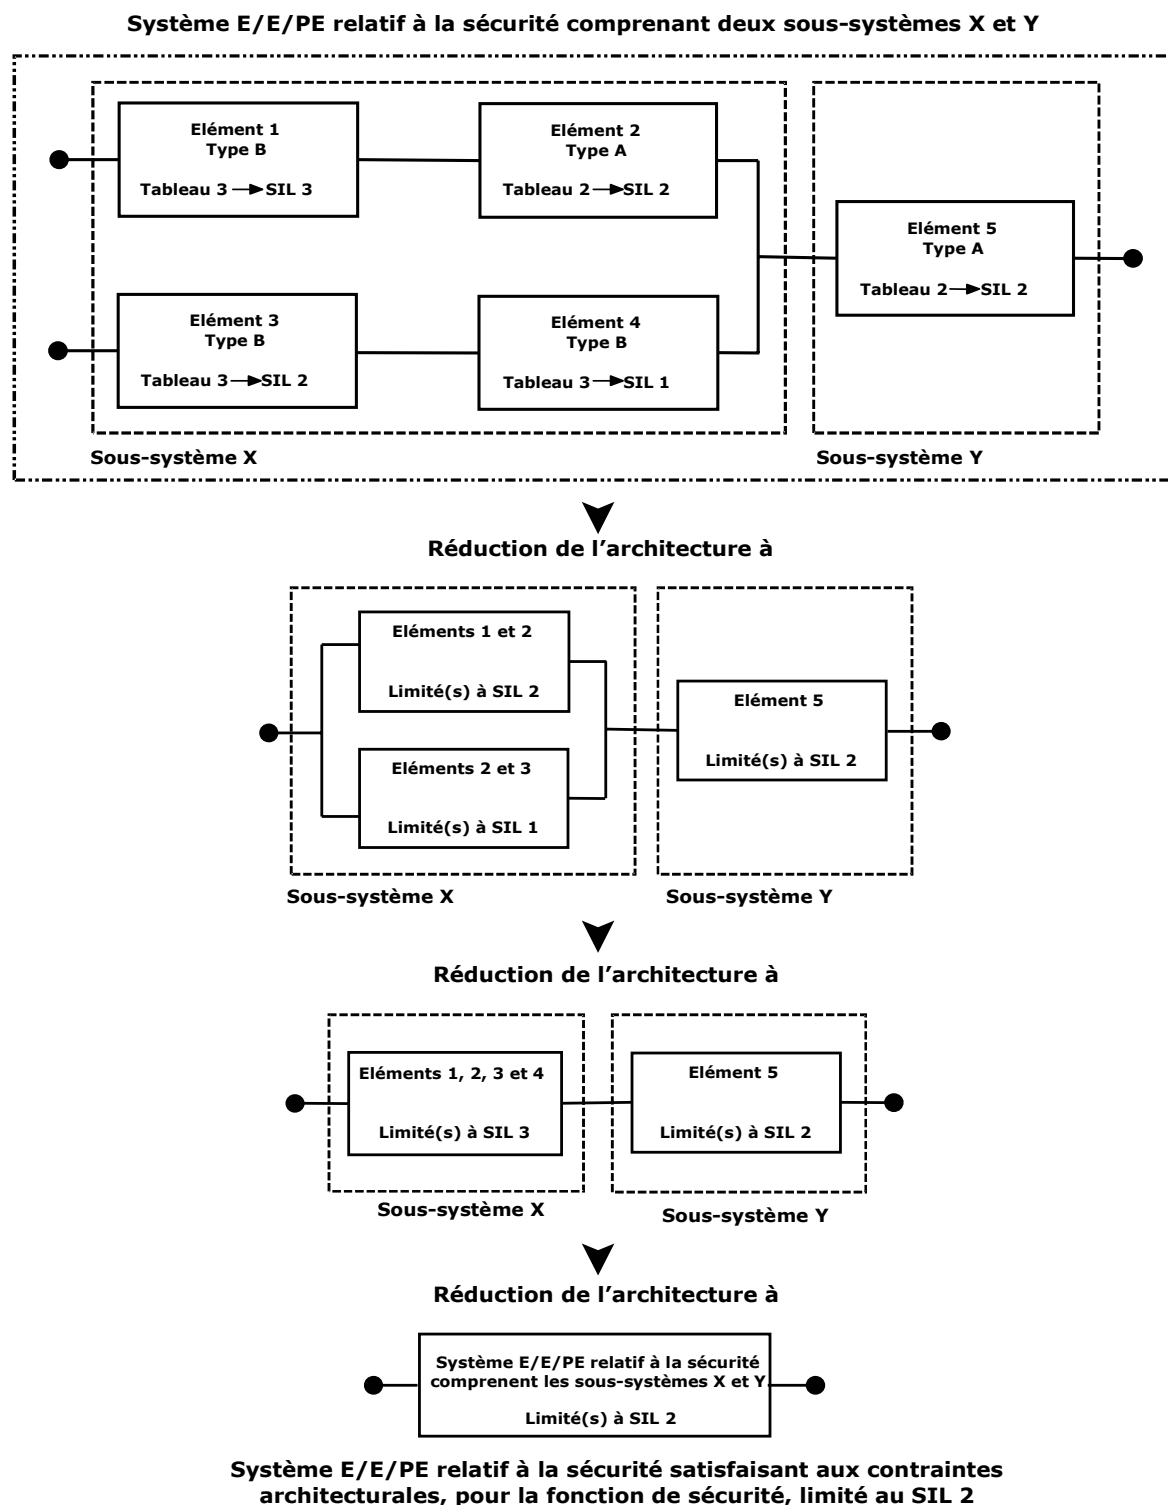 Système E/E/PE relatif à la sécurité comprenant deux sous-systèmes X et Y
Elément 1
Type B
Tableau 3 → SIL 3
Elément 2
Type A
Tableau 2 → SIL 2
Elément 3
Type B
Tableau 3 → SIL 2
Elément 4
Type B
Tableau 3 → SIL 1
Elément 5
Type A
Tableau 2 → SIL 2
Sous-système X
Sous-système Y
Réduction de l’architecture à
Eléments 1 et 2
Limité(s) à SIL 2
Eléments 2 et 3
Limité(s) à SIL 1
Elément 5
Limité(s) à SIL 2
Sous-système X
Sous-système Y
Réduction de l’architecture à
Eléments 1, 2, 3 et 4
Limité(s) à SIL 3
Elément 5
Limité(s) à SIL 2
Sous-système X
Sous-système Y
Réduction de l’architecture à
Système E/E/PE relatif à la sécurité
comprenent les sous-systèmes X et Y
Limité(s) à SIL 2
Système E/E/PE relatif à la sécurité satisfaisant aux contraintes
architecturales, pour la fonction de sécurité, limité au SIL 2